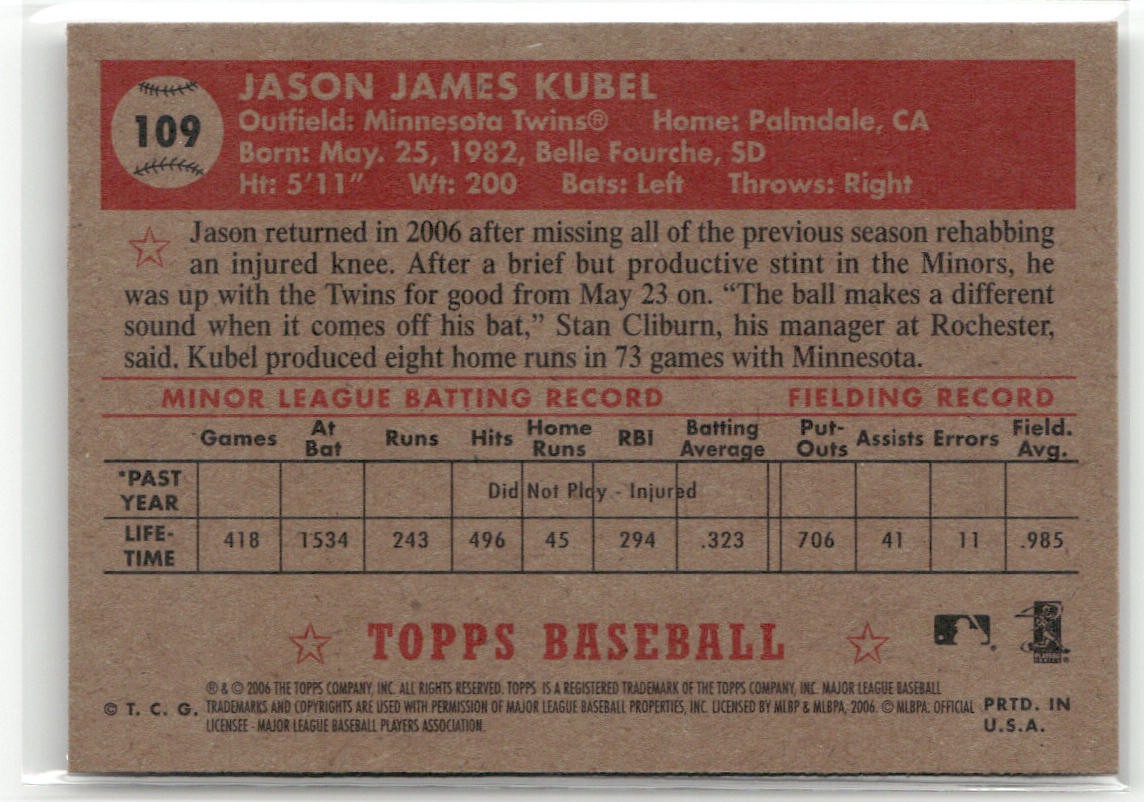 109
JASON JAMES KUBEL
Outfield: Minnesota Twins® Home: Palmdale, CA
Born: May. 25, 1982, Belle Fourche, SD
Ht: 5'11" Wt: 200 Bats: Left Throws: Right
Jason returned in 2006 after missing all of the previous season rehabbing
an injured knee. After a brief but productive stint in the Minors, he
was up with the Twins for good from May 23 on. “The ball makes a different
sound when it comes off his bat,” Stan Cliburn, his manager at Rochester,
said. Kubel produced eight home runs in 73 games with Minnesota.
MINOR LEAGUE BATTING RECORD FIELDING RECORD
Games At Bat Runs Hits Home Runs RBI Batting Average Put-Outs Assists Errors Field. Avg.
*PAST YEAR Did Not Play - Injured
LIFE-TIME 418 1534 243 496 45 294 .323 706 41 11 .985
TOPPS BASEBALL
® & © 2006 THE TOPPS COMPANY, INC. ALL RIGHTS RESERVED. TOPPS IS A REGISTERED TRADEMARK OF THE TOPPS COMPANY, INC. MAJOR LEAGUE BASEBALL
© T. C. G. TRADEMARKS AND COPYRIGHTS ARE USED WITH PERMISSION OF MAJOR LEAGUE BASEBALL PROPERTIES, INC. LICENSED BY MLBP & MLBPA, 2006. © MLBPA. OFFICIAL PRTD. IN
LICENSEE - MAJOR LEAGUE BASEBALL PLAYERS ASSOCIATION. U.S.A.